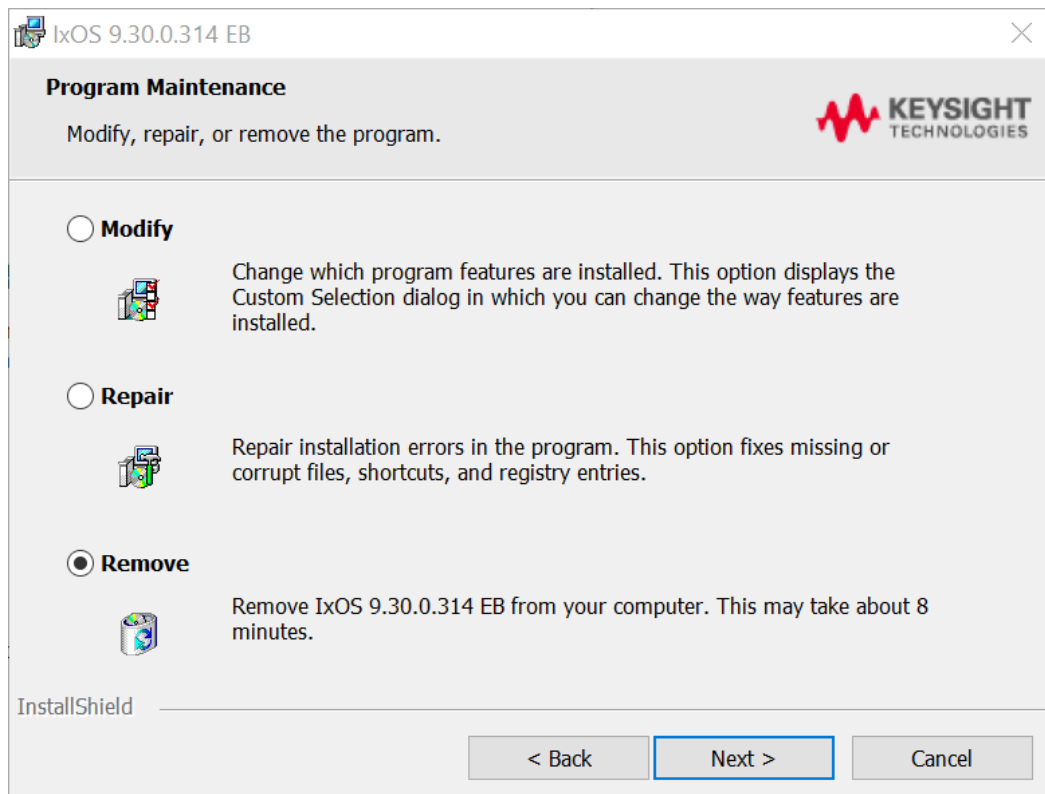 IxOS 9.30.0.314 EB
Program Maintenance
Modify, repair, or remove the program.
KEYSIGHT
TECHNOLOGIES
Modify
Change which program features are installed. This option displays the
Custom Selection dialog in which you can change the way features are
installed.
Repair
Repair installation errors in the program. This option fixes missing or
corrupt files, shortcuts, and registry entries.
Remove
Remove IxOS 9.30.0.314 EB from your computer. This may take about 8
minutes.
InstallShield
< Back
Next >
Cancel